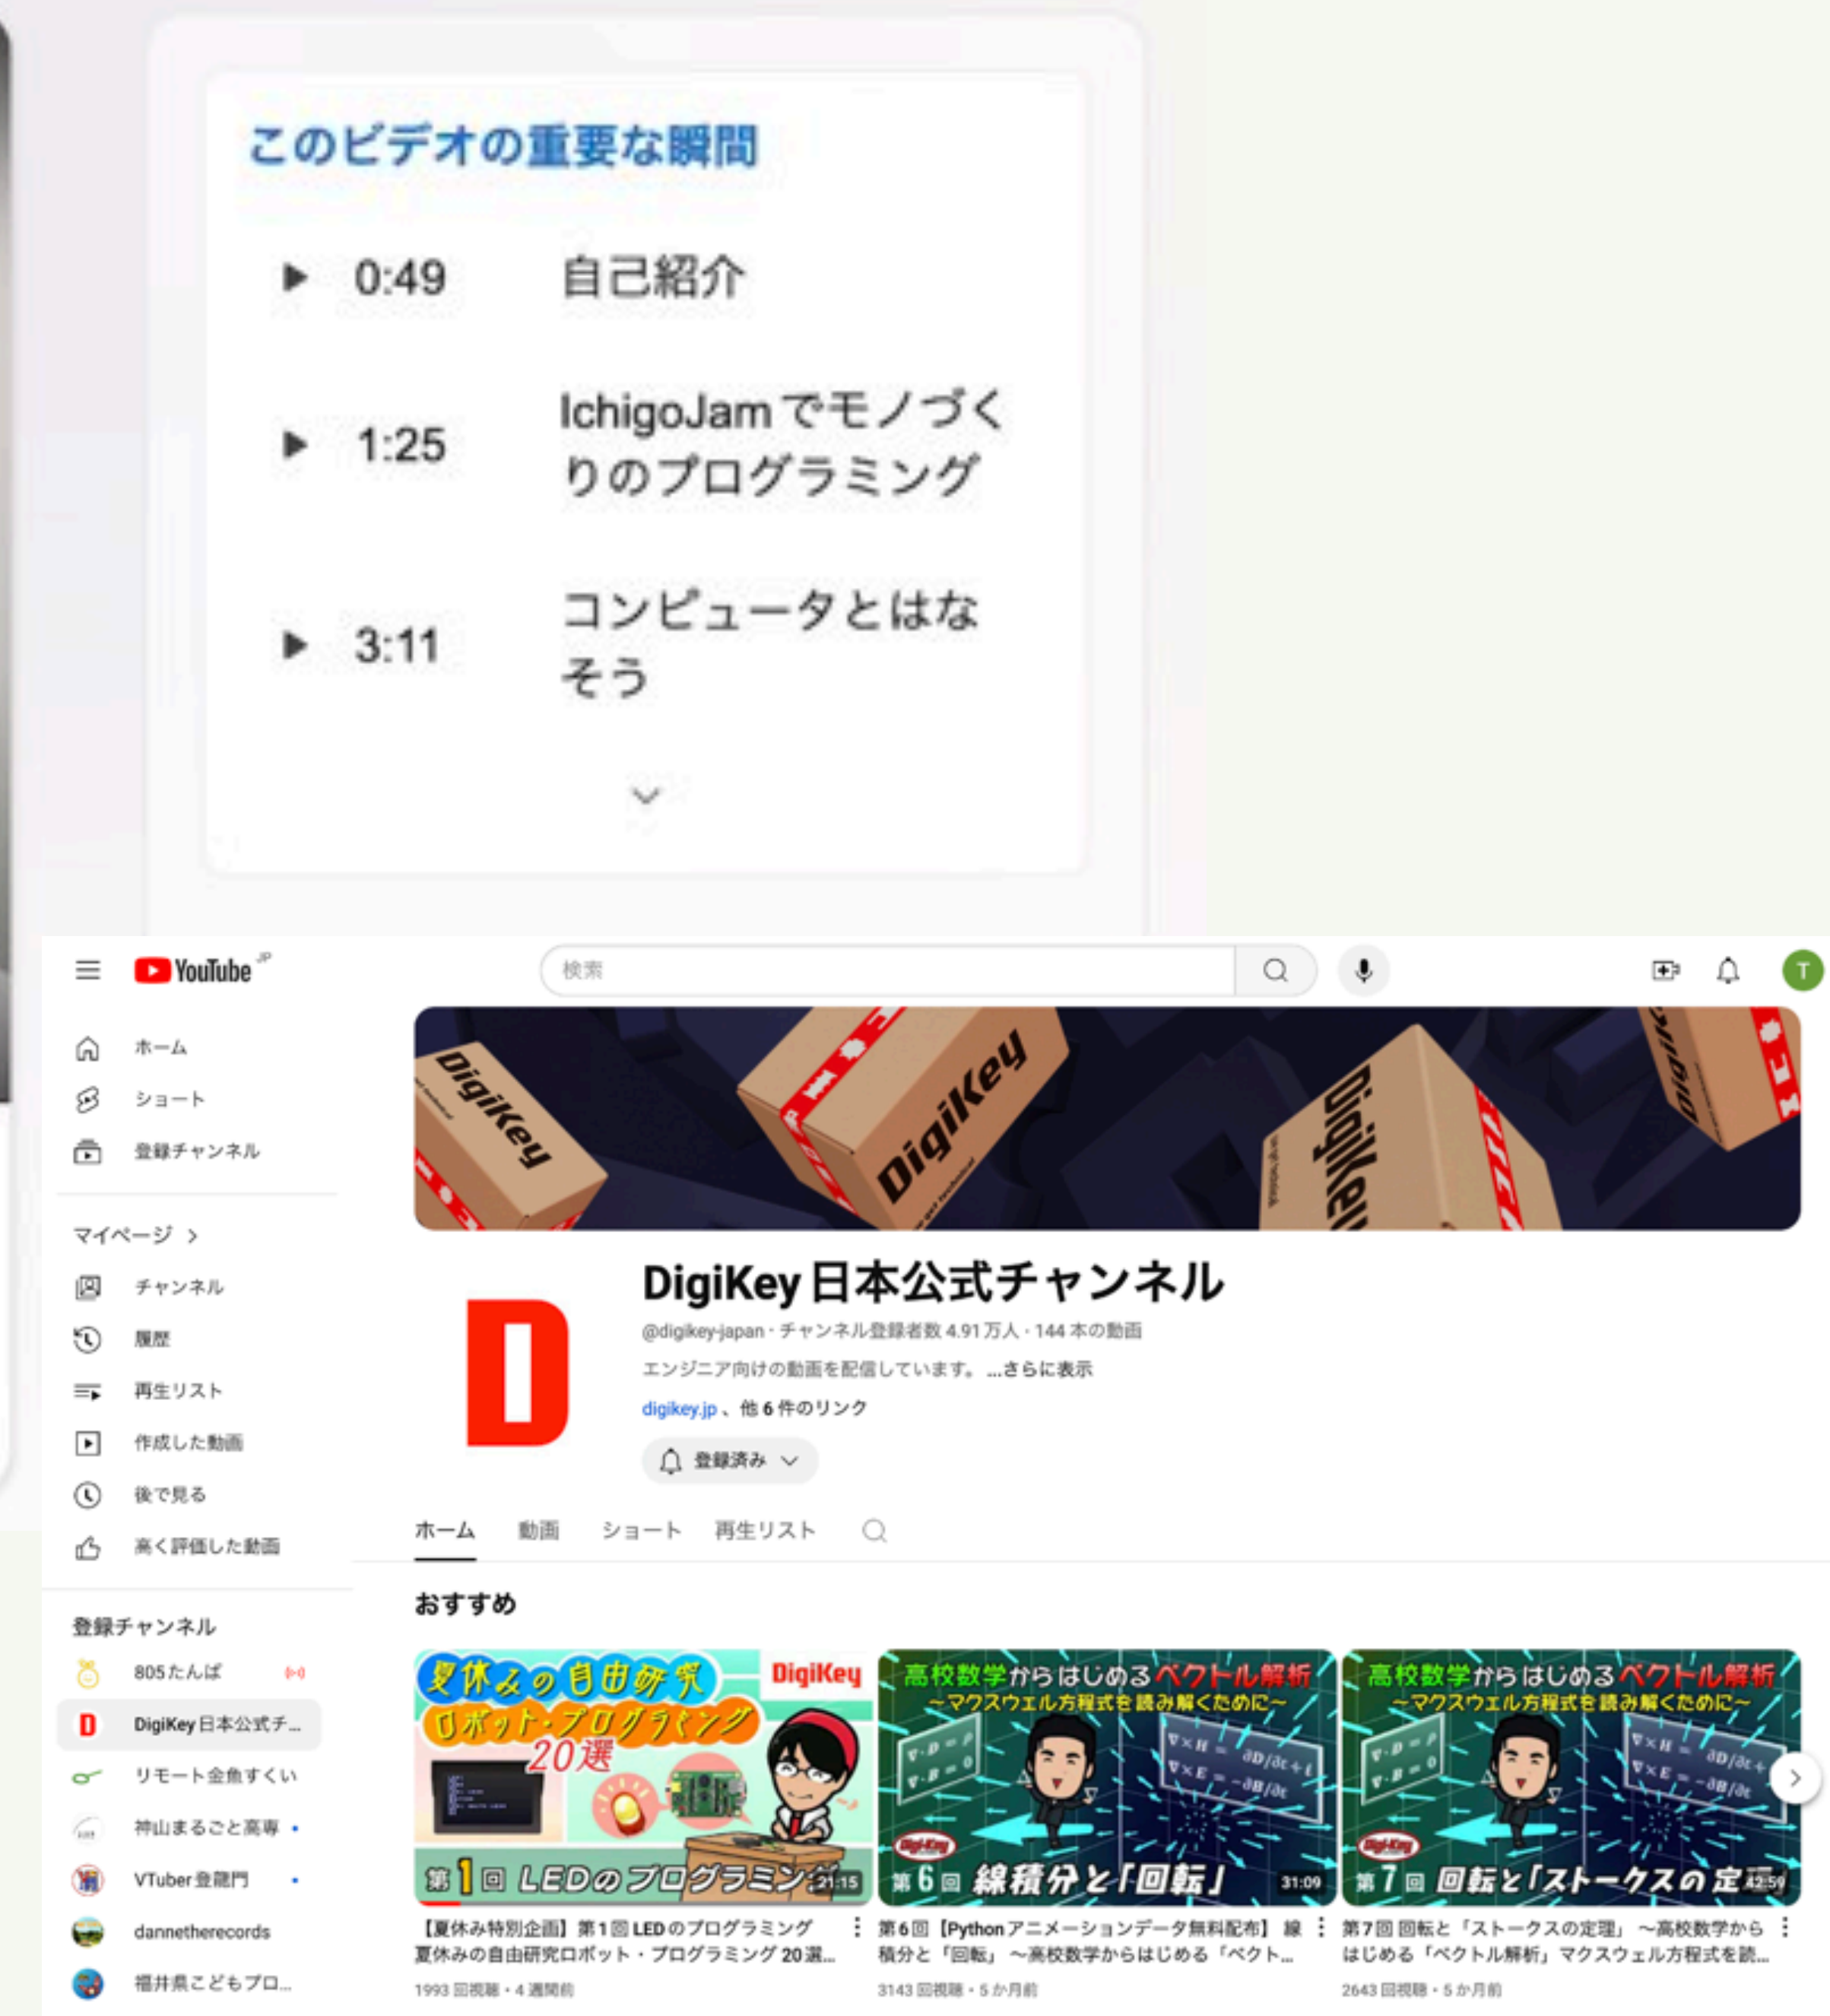 このビデオの重要な瞬間
0:49 自己紹介
1:25 IchigoJamでモノづく
りのプログラミング
3:11 コンピュータとはな
そう
YouTube JP
検索
T
ホーム
ショート
登録チャンネル
マイページ
チャンネル
履歴
再生リスト
作成した動画
後で見る
高く評価した動画
登録チャンネル
805たんぱ
DigiKey日本公式チ...
リモート金魚すくい
神山まるごと高専
VTuber登龍門
dannetherecords
福井県こどもプロ...
DigiKey
DigiKey
DigiKey
DigiKey
D
DigiKey日本公式チャンネル
@digikey-japan・チャンネル登録者数 4.91万人・144 本の動画
エンジニア向けの動画を配信しています。 ...さらに表示
digikey.jp 、他 6 件のリンク
登録済み
ホーム 動画 ショート 再生リスト
おすすめ
夏休みの自由研究
DigiKey
ロボット・プログラミング
20選
第1回 LEDのプログラミング
21:15
【夏休み特別企画】第1回 LEDのプログラミング
夏休みの自由研究ロボット・プログラミング 20選...
1993 回視聴・4 週間前
高校数学からはじめるベクトル解析
～マクスウェル方程式を読み解くために～
∇·D = ρ
∇·B = 0
∇×H = ∂D/∂t+i
∇×E = -∂B/∂t
Digi-Key
第6回 線積分と「回転」
31:09
第6回【Pythonアニメーションデータ無料配布】 線
積分と「回転」 ～高校数学からはじめる「ベクト...
3143 回視聴・5 か月前
高校数学からはじめるベクトル解析
～マクスウェル方程式を読み解くために～
∇·D = ρ
∇·B = 0
∇×H = ∂D/∂t+
∇×E = -∂B/∂t
Digi-Key
第7回 回転と「ストークスの定
42:59
第7回 回転と「ストークスの定理」 ～高校数学から
はじめる「ベクトル解析」マクスウェル方程式を読...
2643 回視聴・5 か月前